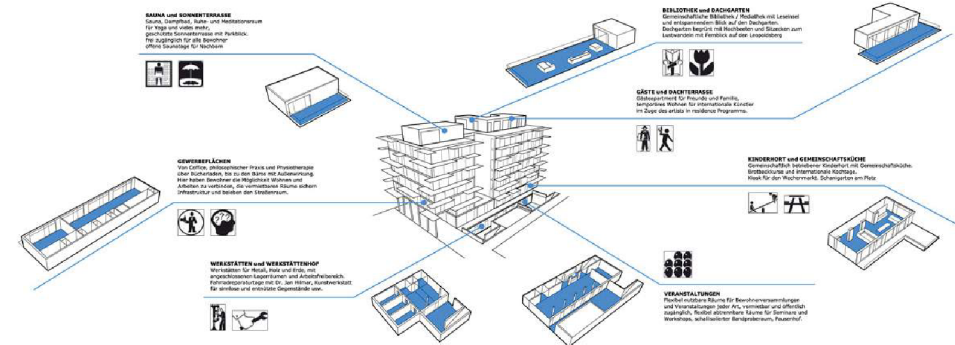 SAUNA und SONNENTERRASSE
Sauna, Dampfbad, Ruhe- und Meditationsraum
für Yoga und vieles mehr,
geschützte Sonnenterrasse mit Parkblick.
frei zugänglich für alle Bewohner
offene Saunatage für Nachbarn
BIBLIOTHEK und DACHGARTEN
Gemeinschaftliche Bibliothek / Mediathek mit Leseinsel
und entspannendem Blick auf den Dachgarten.
Dachgarten begrünt mit Hochbeeten und Sitzecken zum
Lustwandeln mit Fernblick auf den Leopoldsberg
GÄSTE und DACHTERRASSE
Gästeapartment für Freunde und Familie,
temporäres Wohnen für internationale Künstler
im Zuge des artists in residence Programms.
GEWERBEFLÄCHEN
Von Coffice, philosophischer Praxis und Physiotherapie
über Bücherladen, bis zu den Büros mit Außenwirkung.
Hier haben Bewohner die Möglichkeit Wohnen und
Arbeiten zu verbinden, die vermietbaren Räume sichern
Infrastruktur und beleben den Straßenraum.
KINDERHORT und GEMEINSCHAFTSKÜCHE
Gemeinschaftlich betriebener Kinderhort mit Gemeinschaftsküche.
Brotbackkurse und internationale Kochtage.
Kiosk für den Wochenmarkt. Schanigarten am Platz
WERKSTÄTTEN und WERKSTÄTTENHOF
Werkstätten für Metall, Holz und Erde, mit
angeschlossenen Lagerräumen und Arbeitsfreibereich.
Fahrradreparaturtage mit Dr. Jan Hilmar, Kunstwerkstatt
für sinnlose und entnützte Gegenstände usw.
VERANSTALTUNGEN
Flexibel nutzbare Räume für Bewohnerversammlungen
und Veranstaltungen jeder Art, vermietbar und öffentlich
zugänglich, flexibel abtrennbare Räume für Seminare und
Workshops, schallisolierter Bandproberaum, Pausenhof.